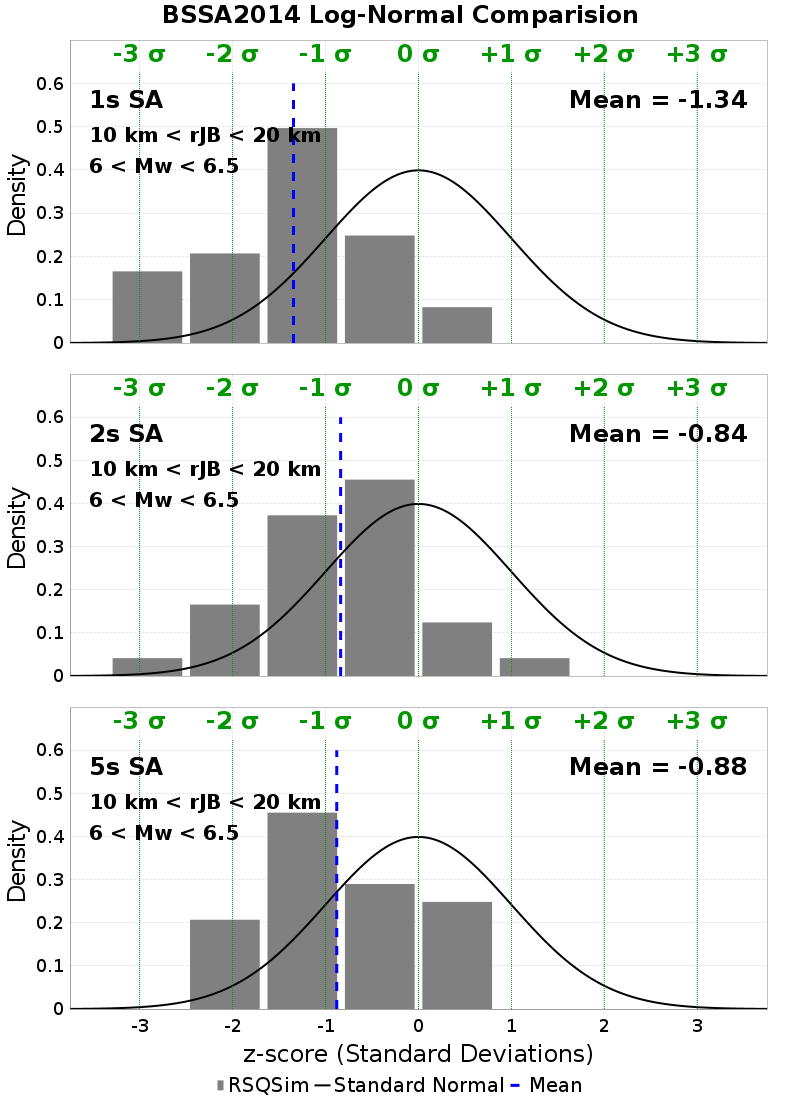 BSSA2014 Log-Normal Comparision
-3 σ -2 σ -1 σ 0 σ +1 σ +2 σ +3 σ
0.6
1s SA Mean = -1.34
0.5
10 km < rJB < 20 km
6 < Mw < 6.5
0.4
Density
0.3
0.2
0.1
0
-3 σ -2 σ -1 σ 0 σ +1 σ +2 σ +3 σ
0.6
2s SA Mean = -0.84
0.5
10 km < rJB < 20 km
6 < Mw < 6.5
0.4
Density
0.3
0.2
0.1
0
-3 σ -2 σ -1 σ 0 σ +1 σ +2 σ +3 σ
0.6
5s SA Mean = -0.88
0.5
10 km < rJB < 20 km
6 < Mw < 6.5
0.4
Density
0.3
0.2
0.1
0
-3 -2 -1 0 1 2 3
z-score (Standard Deviations)
RSQSim Standard Normal Mean